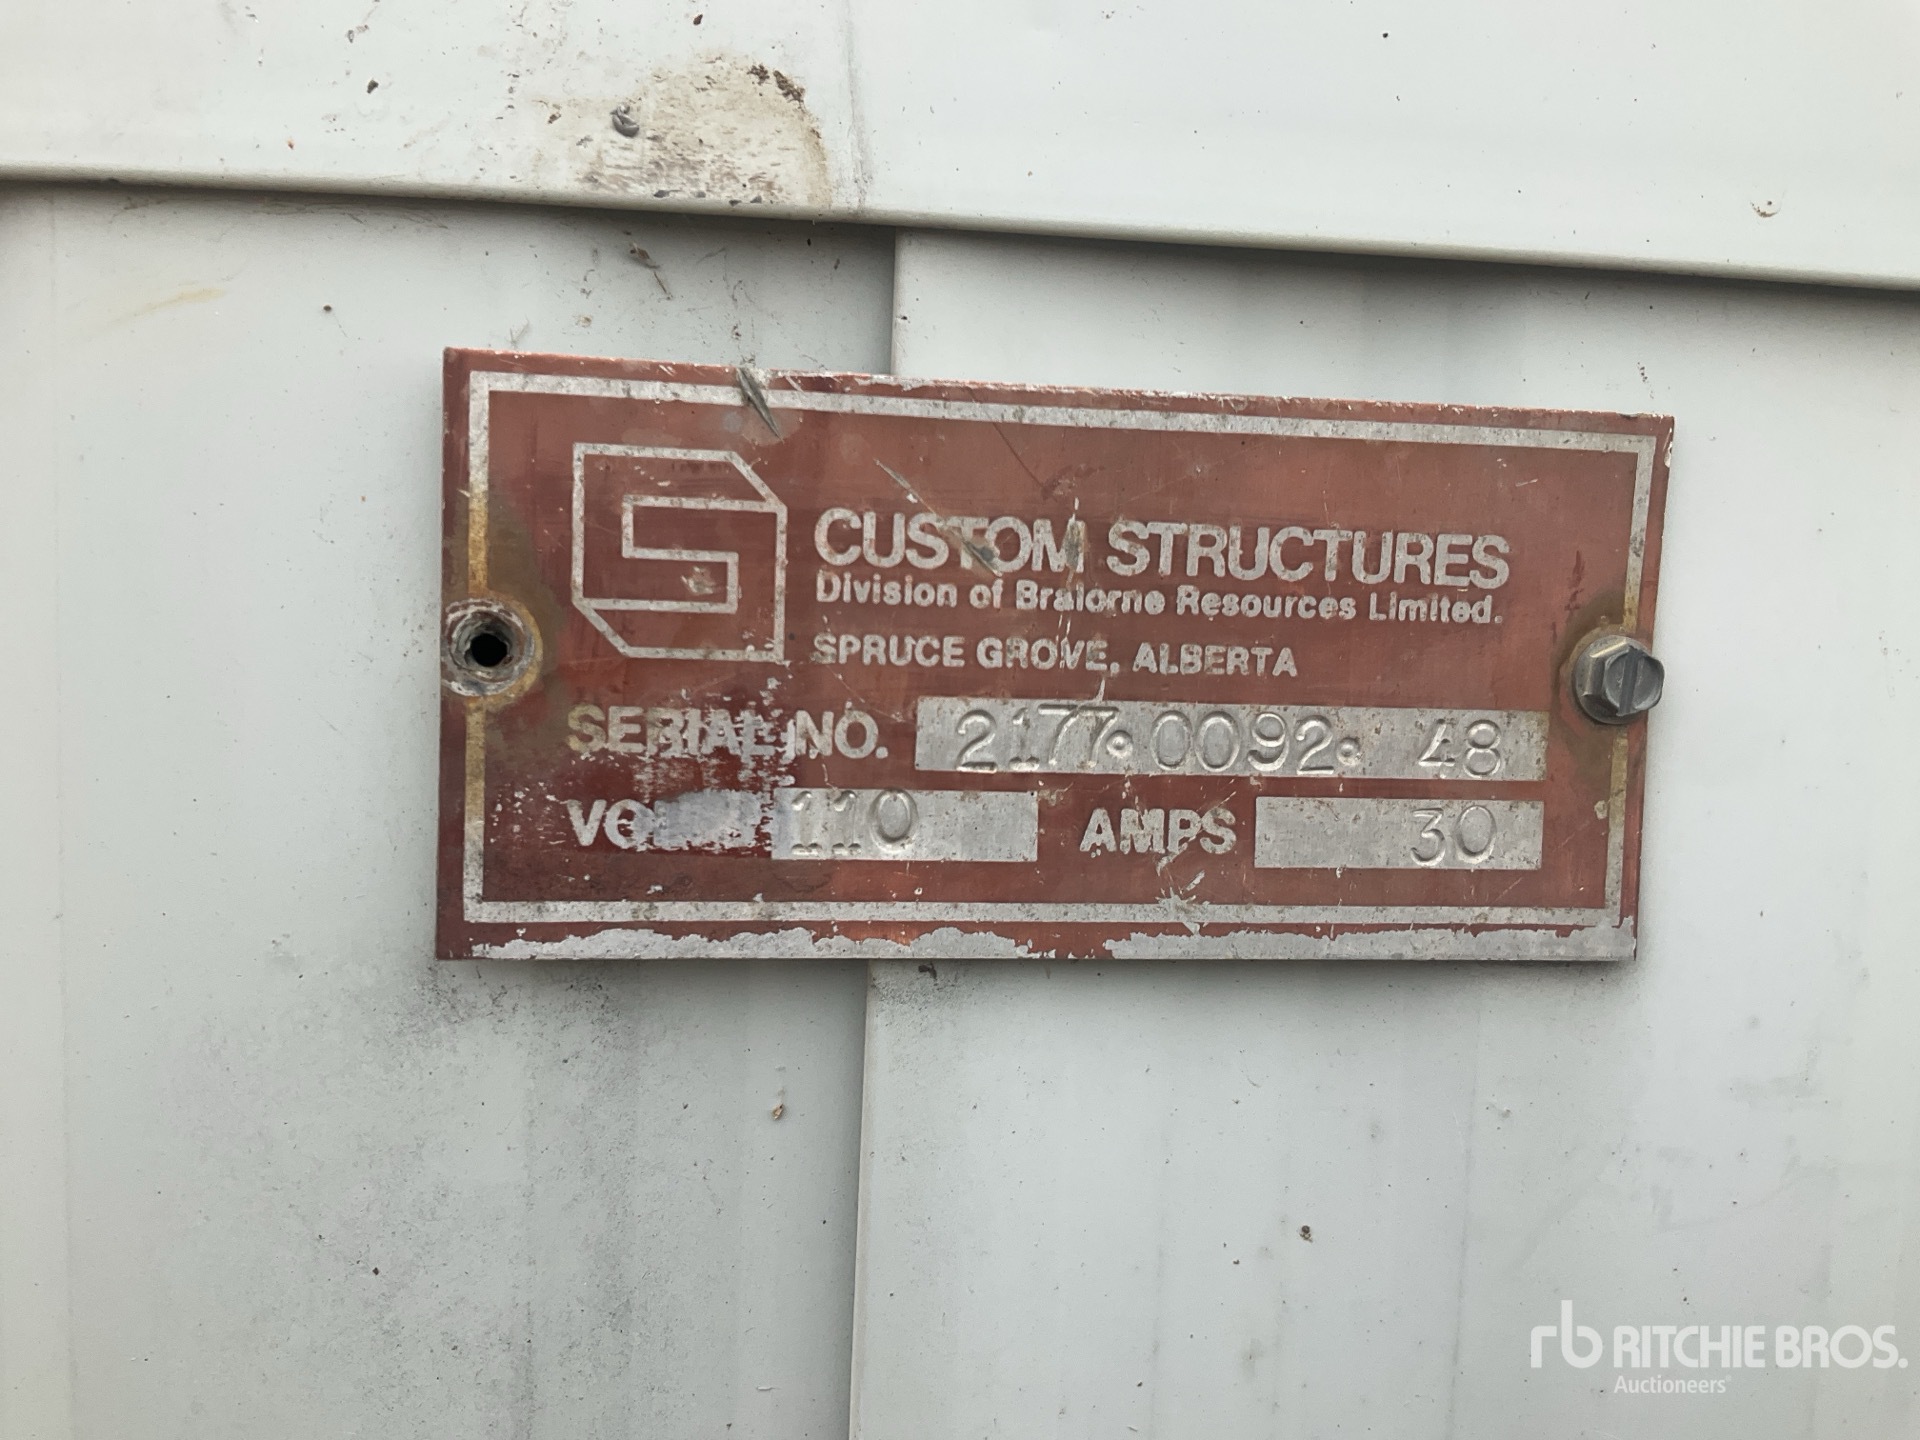 CUSTOM STRUCTURES
Division of Bralorne Resources Limited.
SPRUCE GROVE, ALBERTA
SERIAL NO. 2177•0092• 48
110 AMPS 30
rb RITCHIE BROS.
Auctioneers